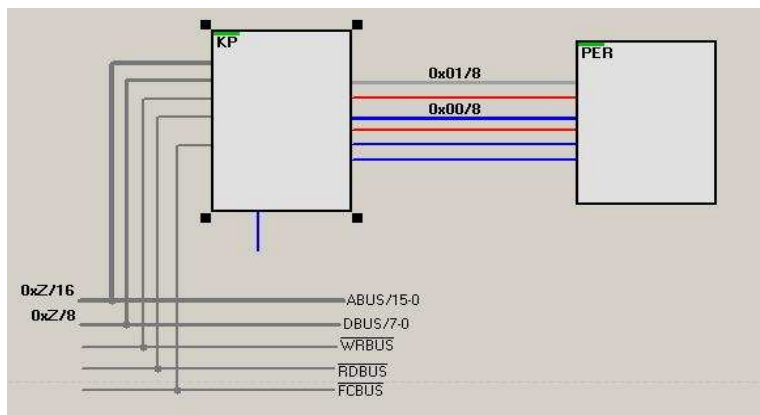 KP
PER
0x01/8
0x00/8
0xZ/16
ABUS/15-0
0xZ/8
DBUS/7-0
WRBUS
RDBUS
FCBUS